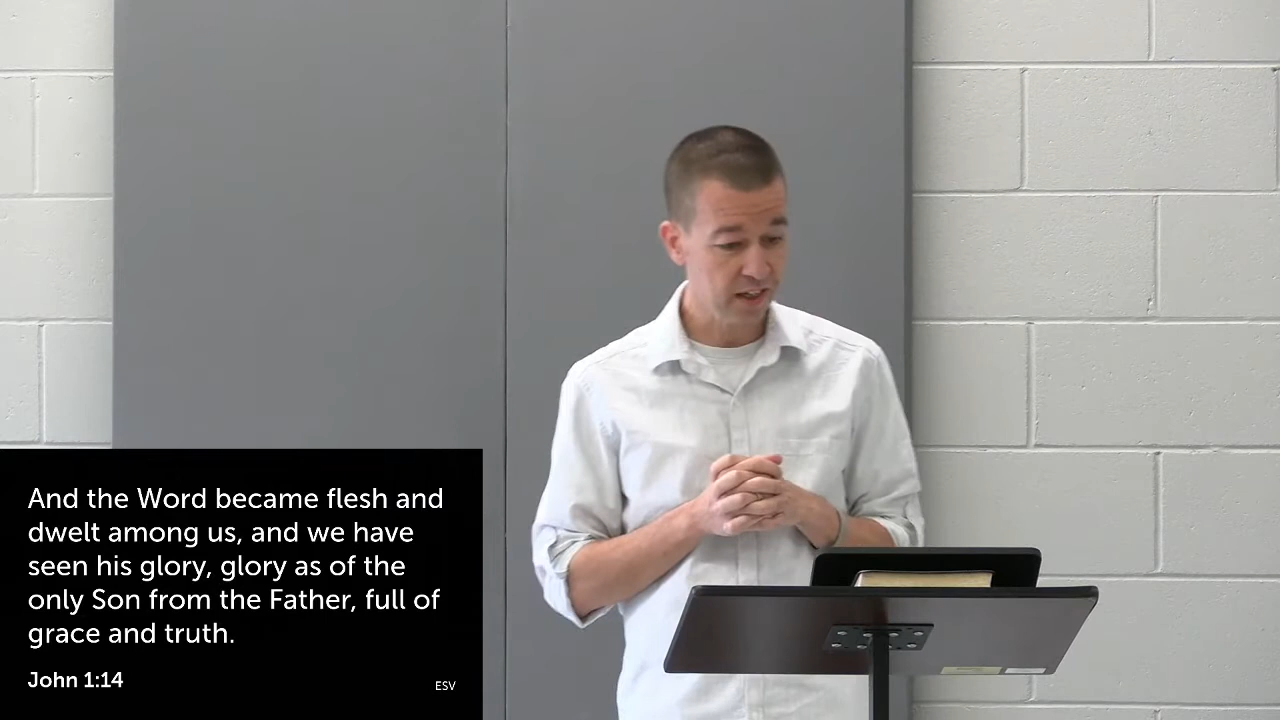 And the Word became flesh and
dwelt among us, and we have
seen his glory, glory as of the
only Son from the Father, full of
grace and truth.
John 1:14
ESV